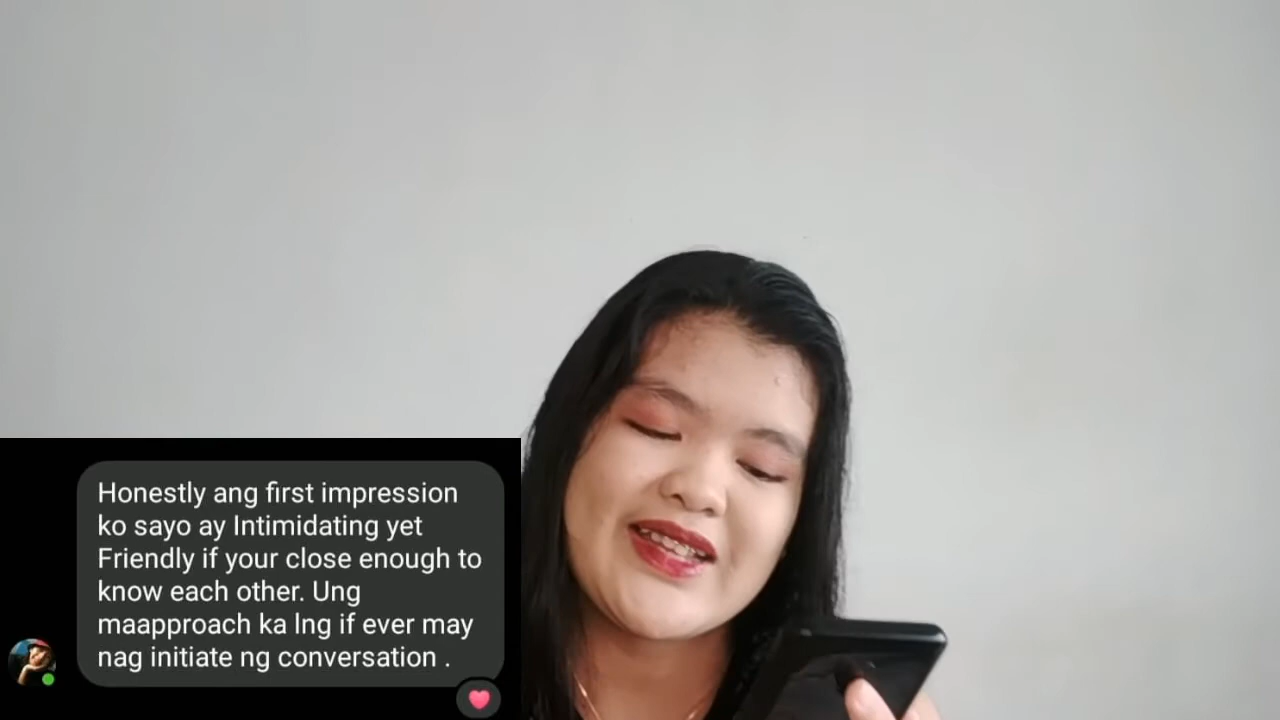 Honestly ang first impression
ko sayo ay Intimidating yet
Friendly if your close enough to
know each other. Ung
maapproach ka lng if ever may
nag initiate ng conversation .